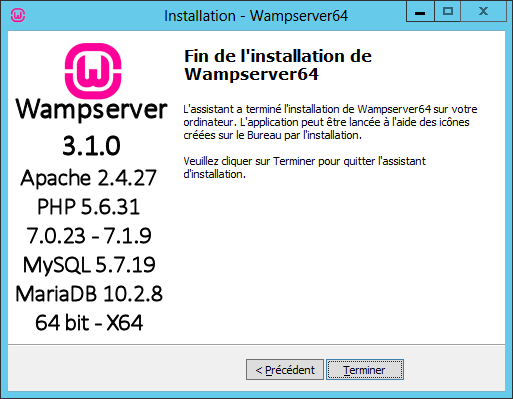 Installation - Wampserver64
Wampserver
3.1.0
Apache 2.4.27
PHP 5.6.31
7.0.23 - 7.1.9
MySQL 5.7.19
MariaDB 10.2.8
64 bit - X64
Fin de l'installation de
Wampserver64
L'assistant a terminé l'installation de Wampserver64 sur votre
ordinateur. L'application peut être lancée à l'aide des icônes
créées sur le Bureau par l'installation.
Veuillez cliquer sur Terminer pour quitter l'assistant
d'installation.
< Précédent
Terminer